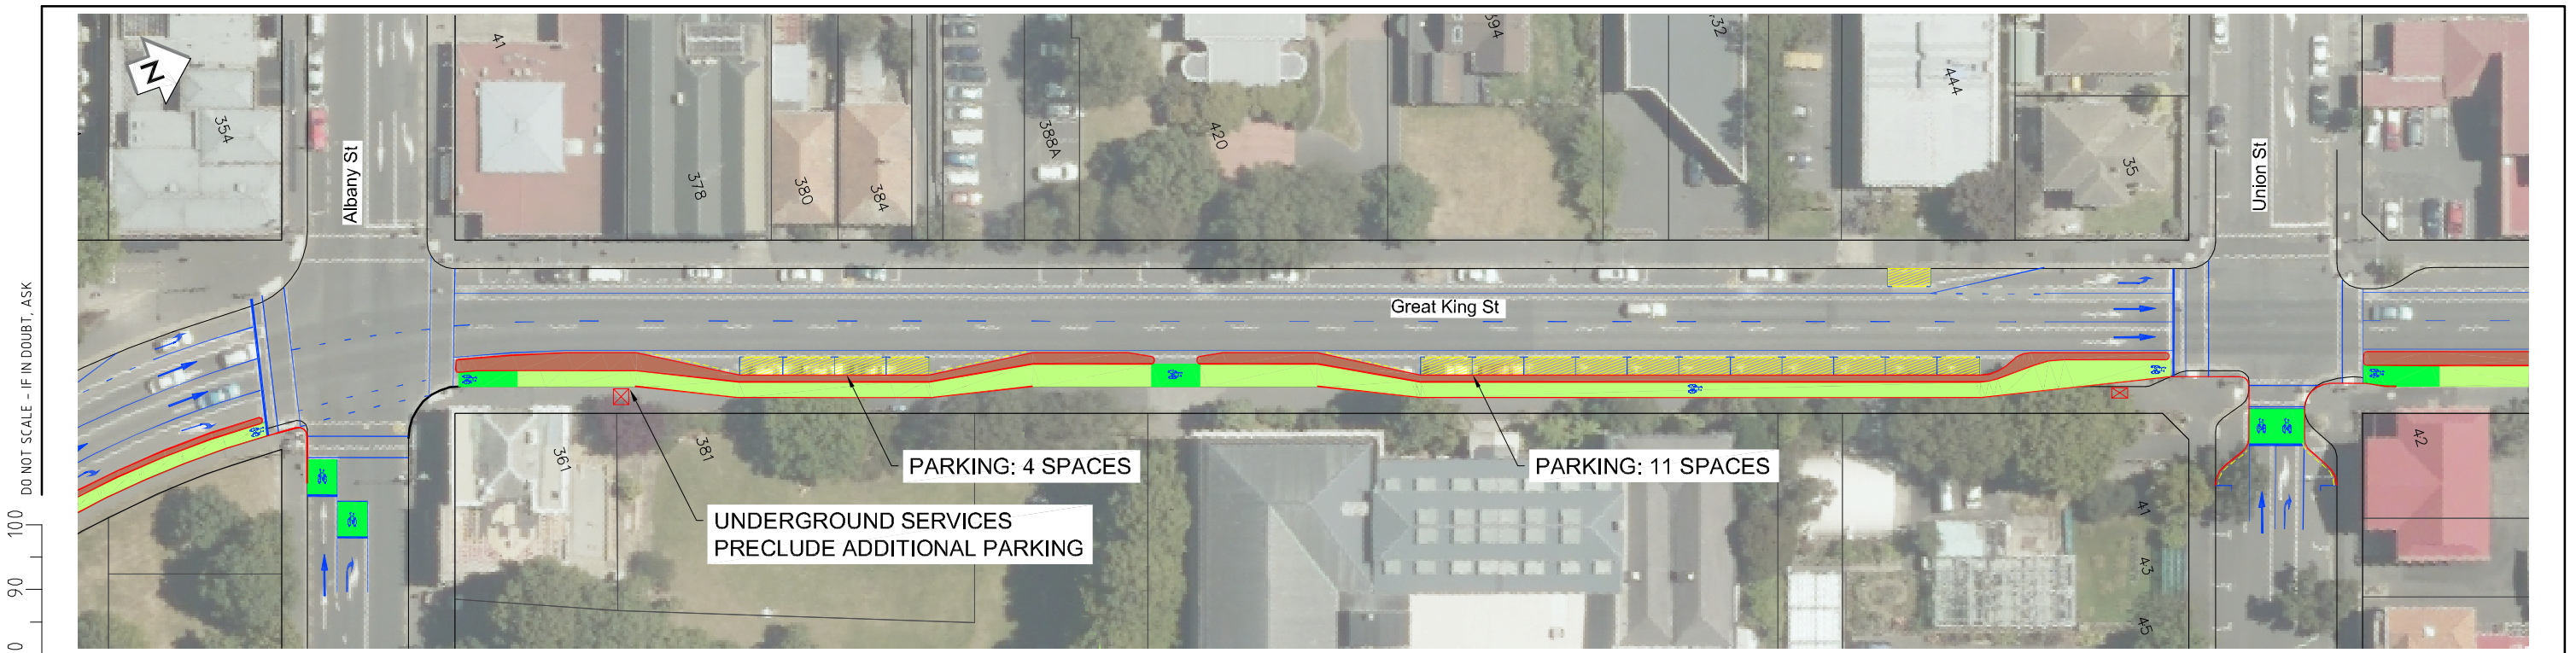 N
354
Albany St
41
378
380
384
388A
420
394
432
444
35
Union St
Great King St
361
381
PARKING: 4 SPACES
PARKING: 11 SPACES
UNDERGROUND SERVICES
PRECLUDE ADDITIONAL PARKING
41
43
45
42
DO NOT SCALE - IF IN DOUBT, ASK
100
90
0